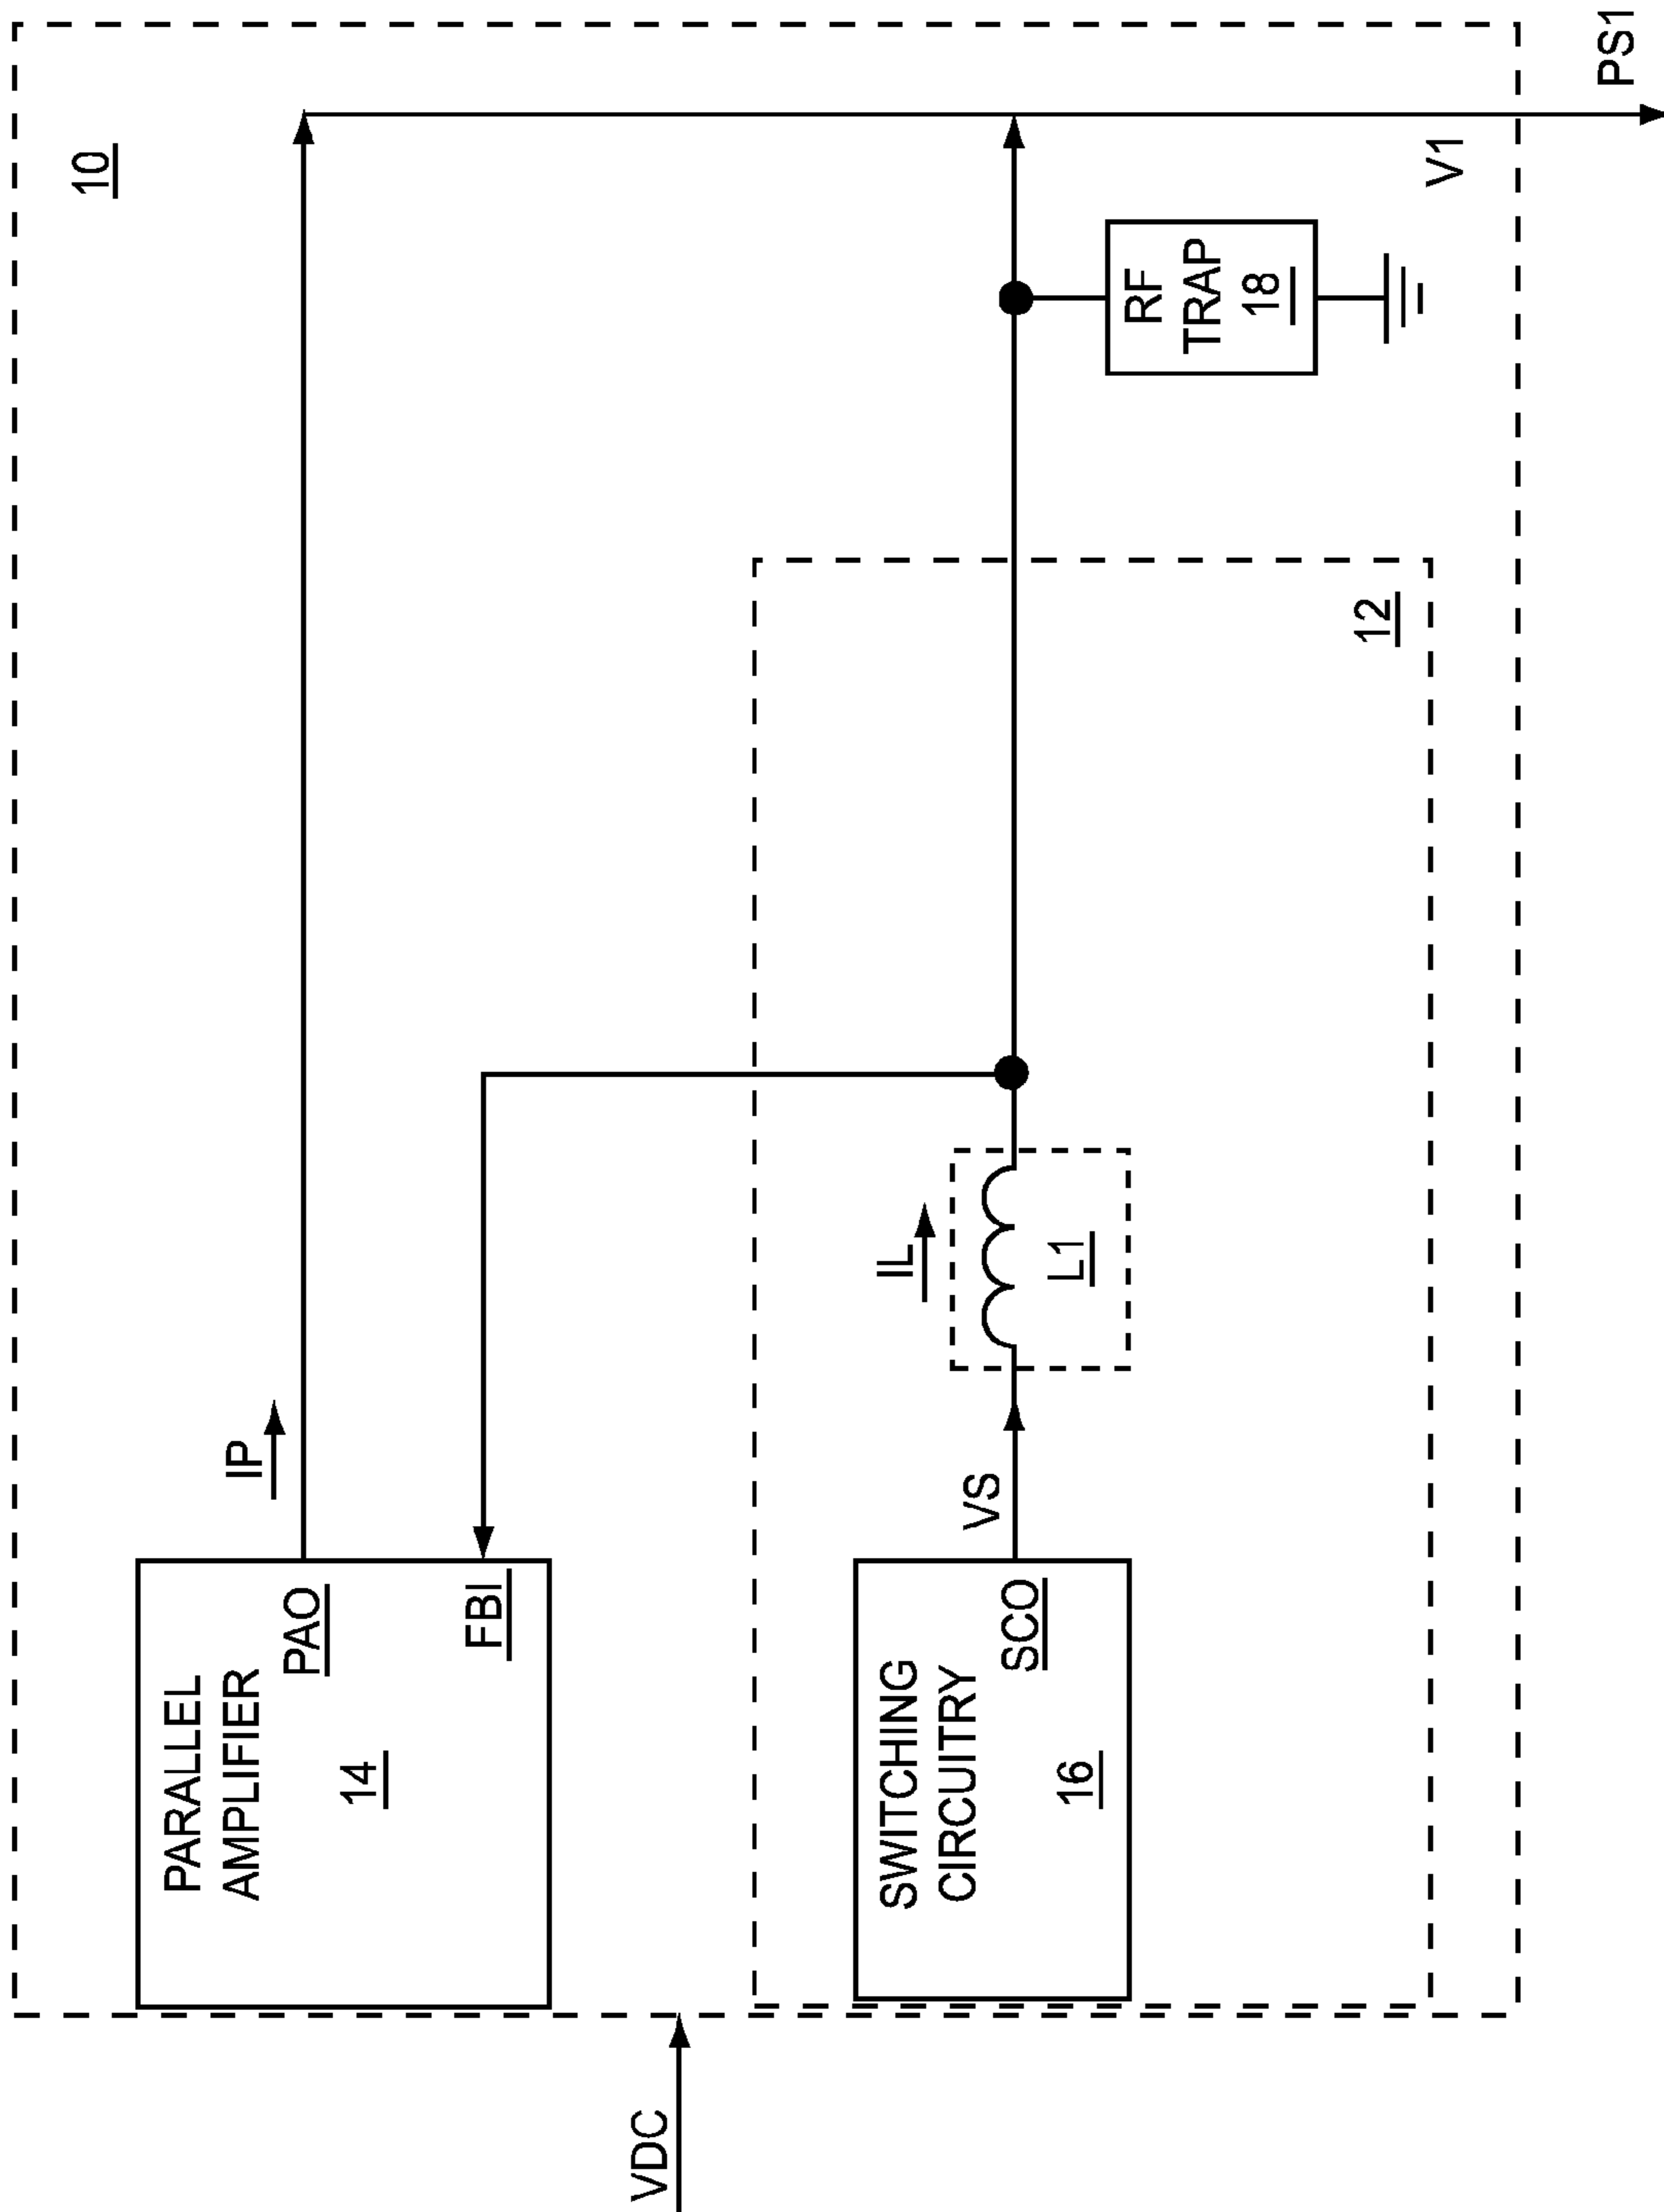 10
PARALLEL
AMPLIFIER
14
PAO
FBI
IP
VDC
SWITCHING
CIRCUITRY
16
SCO
VS
IL
L1
12
RF
TRAP
18
V1
PS1